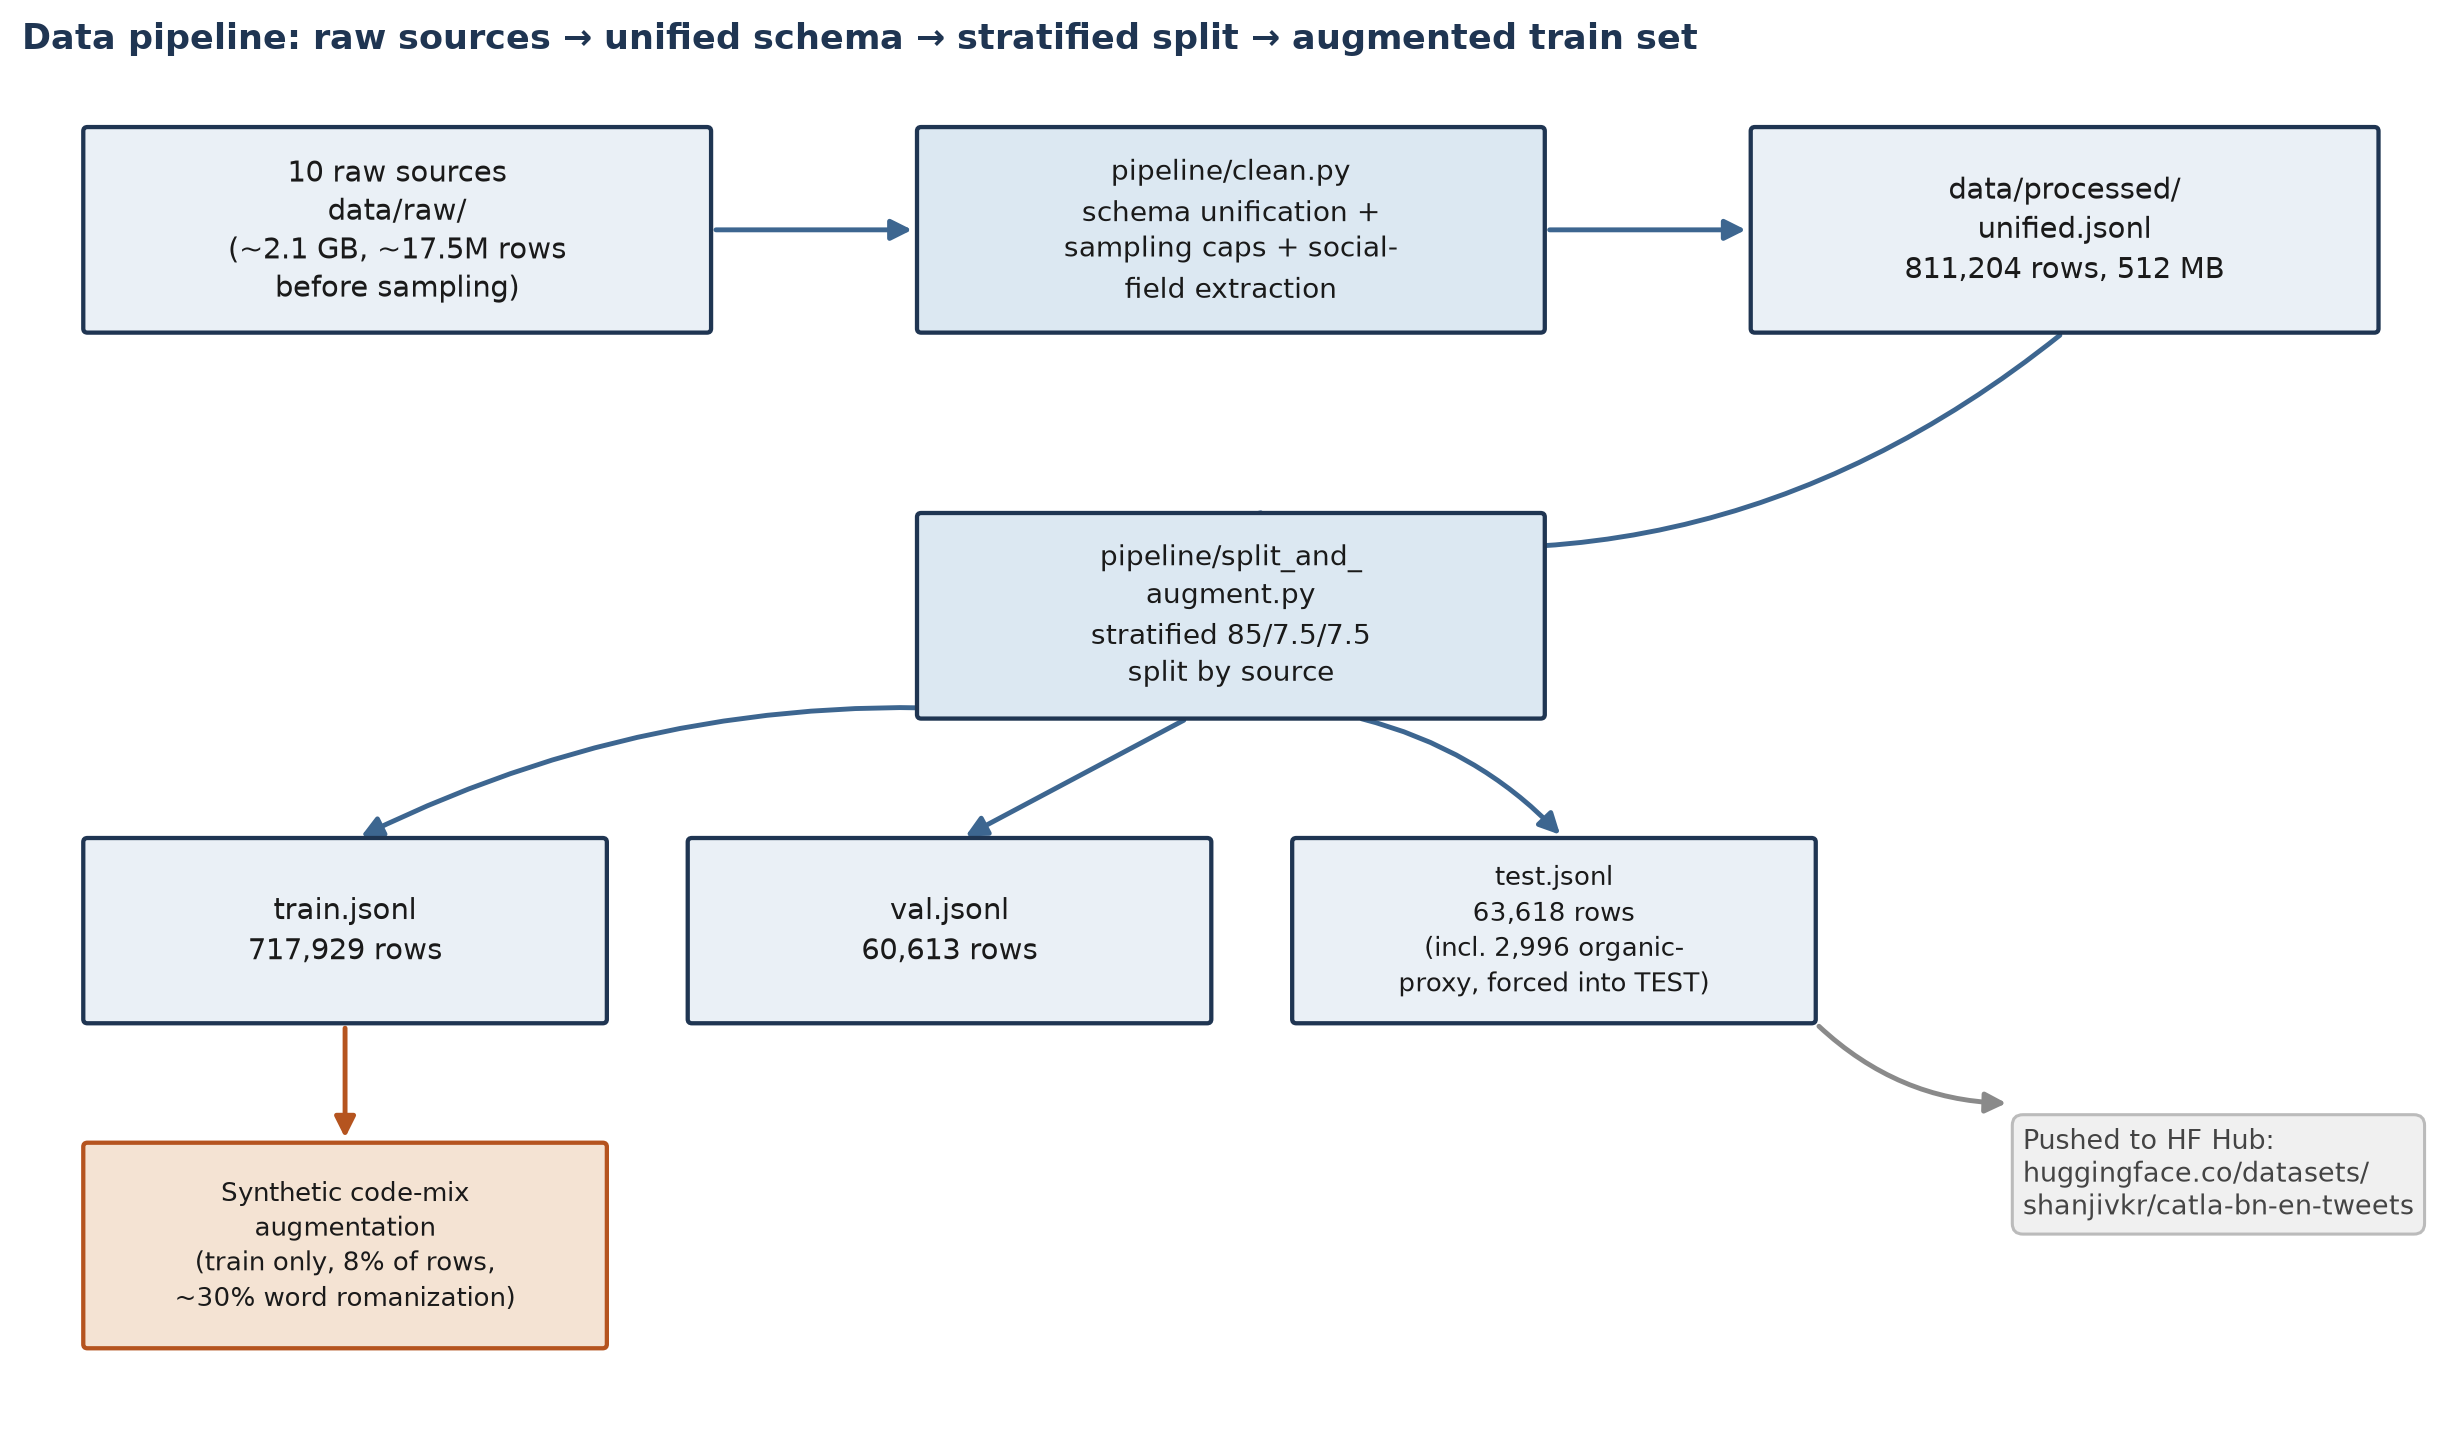 Data pipeline: raw sources → unified schema → stratified split → augmented train set
10 raw sources
data/raw/
(~2.1 GB, ~17.5M rows
before sampling)
pipeline/clean.py
schema unification +
sampling caps + social-
field extraction
data/processed/
unified.jsonl
811,204 rows, 512 MB
pipeline/split_and_
augment.py
stratified 85/7.5/7.5
split by source
train.jsonl
717,929 rows
val.jsonl
60,613 rows
test.jsonl
63,618 rows
(incl. 2,996 organic-
proxy, forced into TEST)
Synthetic code-mix
augmentation
(train only, 8% of rows,
~30% word romanization)
Pushed to HF Hub:
huggingface.co/datasets/
shanjivkr/catla-bn-en-tweets